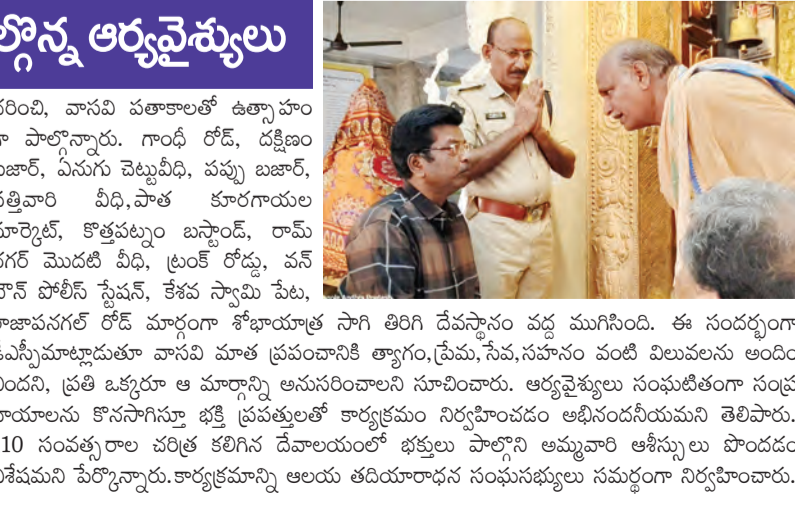 ల్గొన్న ఆర్యవైశ్యులు
ధరించి, వాసవి పతాకాలతో ఉత్సాహం
గా పాల్గొన్నారు. గాంధీ రోడ్, దక్షిణం
బజార్, ఏనుగు చెట్టువీధి, పప్పు బజార్,
వీధి,పాత కూరగాయల
మార్కెట్, కొత్తపట్నం బస్టాండ్, రామ్
నగర్ మొదటి వీధి, ట్రంక్ రోడ్డు, వన్
టౌన్ పోలీస్ స్టేషన్, కేశవ స్వామి పేట,
రోడ్ మార్గంగా శోభాయాత్ర సాగి తిరిగి దేవస్థానం వద్ద ముగిసింది. ఈ సందర్భంగా
డీఎస్పీమాట్లాడుతూ వాసవి మాత ప్రపంచానికి త్యాగం,ప్రేమ,సేవ,సహనం వంటి విలువలను అందిం
చిందని, ప్రతి ఒక్కరూ ఆ మార్గాన్ని అనుసరించాలని సూచించారు. ఆర్యవైశ్యులు సంఘటితంగా సంప్ర
దాయాలను కొనసాగిస్తూ భక్తి ప్రపత్తులతో కార్యక్రమం నిర్వహించడం అభినందనీయమని తెలిపారు.
10 సంవత్సరాల చరిత్ర కలిగిన దేవాలయంలో భక్తులు పాల్గొని అమ్మవారి ఆశీస్సులు పొందడం
విశేషమని పేర్కొన్నారు.కార్యక్రమాన్ని ఆలయ తదియారాధన సంఘసభ్యులు సమర్థంగా నిర్వహించారు.